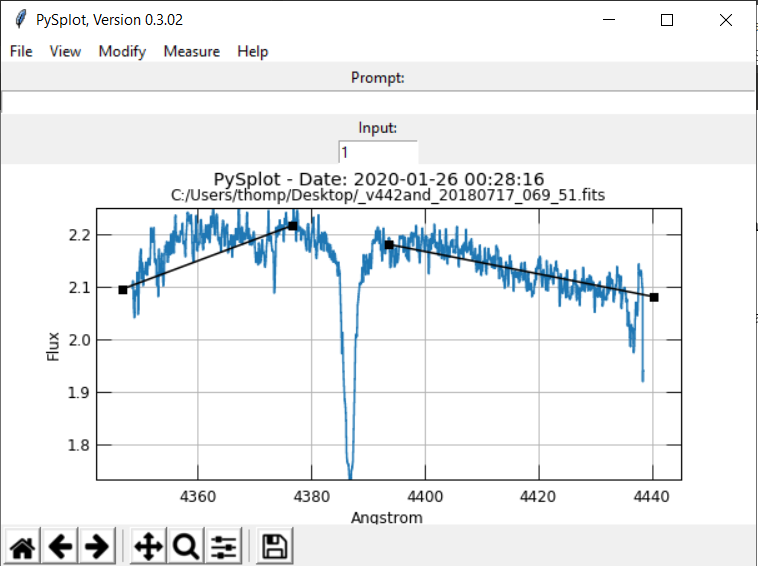 PySplot, Version 0.3.02
File View Modify Measure Help
Prompt:
Input:
1
PySplot - Date: 2020-01-26 00:28:16
C:/Users/thomp/Desktop/_v442and_20180717_069_51.fits
2.2
2.1
2.0
1.9
1.8
Flux
4360 4380 4400 4420 4440
Angstrom